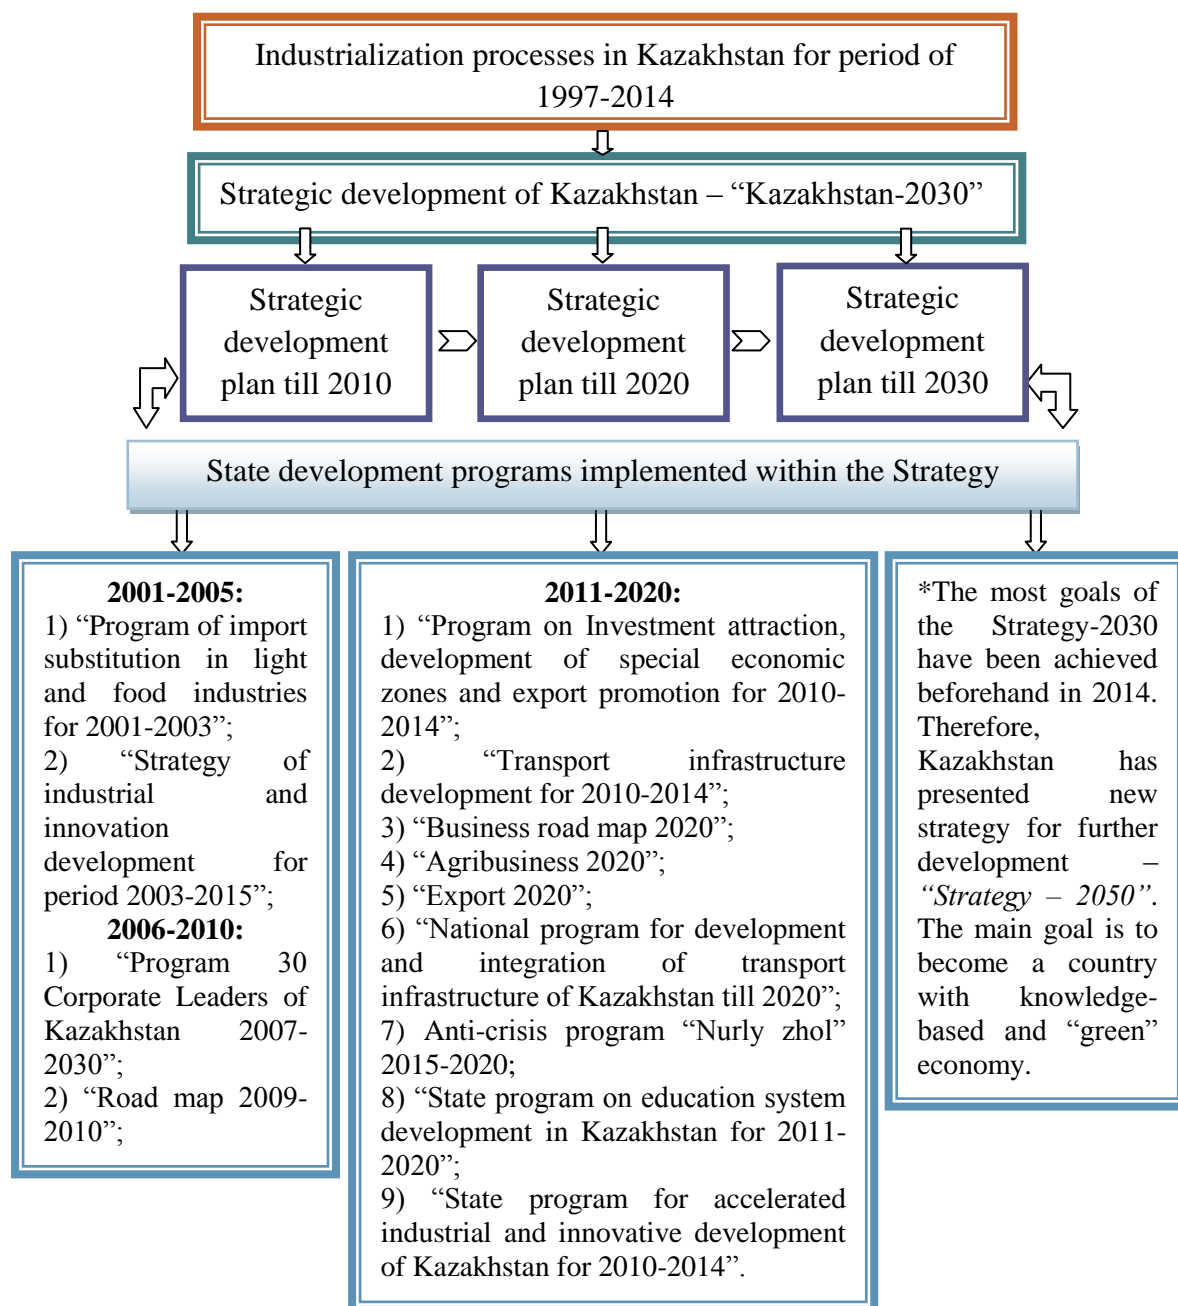 Industrialization processes in Kazakhstan for period of
1997-2014
Strategic development of Kazakhstan – “Kazakhstan-2030”
Strategic
development
plan till 2010
Strategic
development
plan till 2020
Strategic
development
plan till 2030
State development programs implemented within the Strategy
2001-2005:
1) “Program of import
substitution in light
and food industries
for 2001-2003”;
2) “Strategy of
industrial and
innovation
development for
period 2003-2015”;
2006-2010:
1) “Program 30
Corporate Leaders of
Kazakhstan 2007-
2030”;
2) “Road map 2009-
2010”;
2011-2020:
1) “Program on Investment attraction,
development of special economic
zones and export promotion for 2010-
2014”;
2) “Transport infrastructure
development for 2010-2014”;
3) “Business road map 2020”;
4) “Agribusiness 2020”;
5) “Export 2020”;
6) “National program for development
and integration of transport
infrastructure of Kazakhstan till 2020”;
7) Anti-crisis program “Nurly zhol”
2015-2020;
8) “State program on education system
development in Kazakhstan for 2011-
2020”;
9) “State program for accelerated
industrial and innovative development
of Kazakhstan for 2010-2014”.
*The most goals of
the Strategy-2030
have been achieved
beforehand in 2014.
Therefore,
Kazakhstan has
presented new
strategy for further
development –
“Strategy – 2050”.
The main goal is to
become a country
with knowledge-
based and “green”
economy.